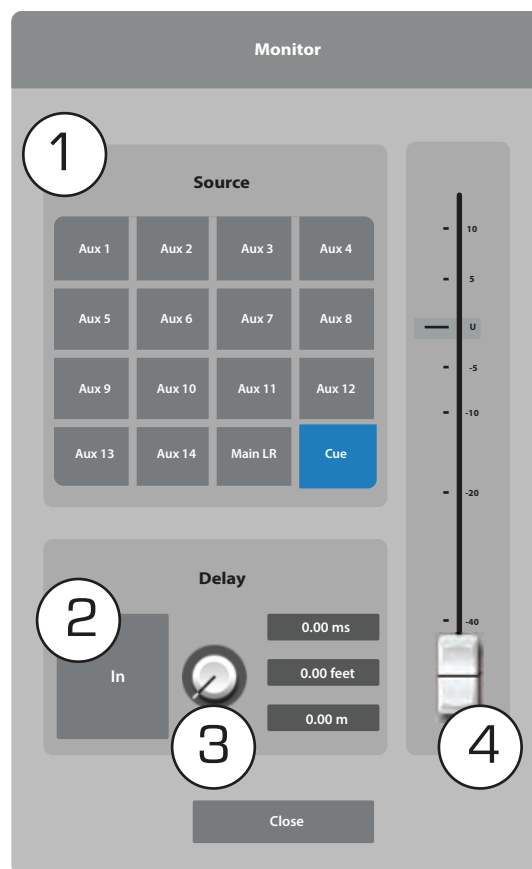 Monitor
1
Source
Aux 1 Aux 2 Aux 3 Aux 4
Aux 5 Aux 6 Aux 7 Aux 8
Aux 9 Aux 10 Aux 11 Aux 12
Aux 13 Aux 14 Main LR Cue
Delay
2
In
0.00 ms
0.00 feet
0.00 m
3
10
5
U
-5
-10
-20
-40
4
Close